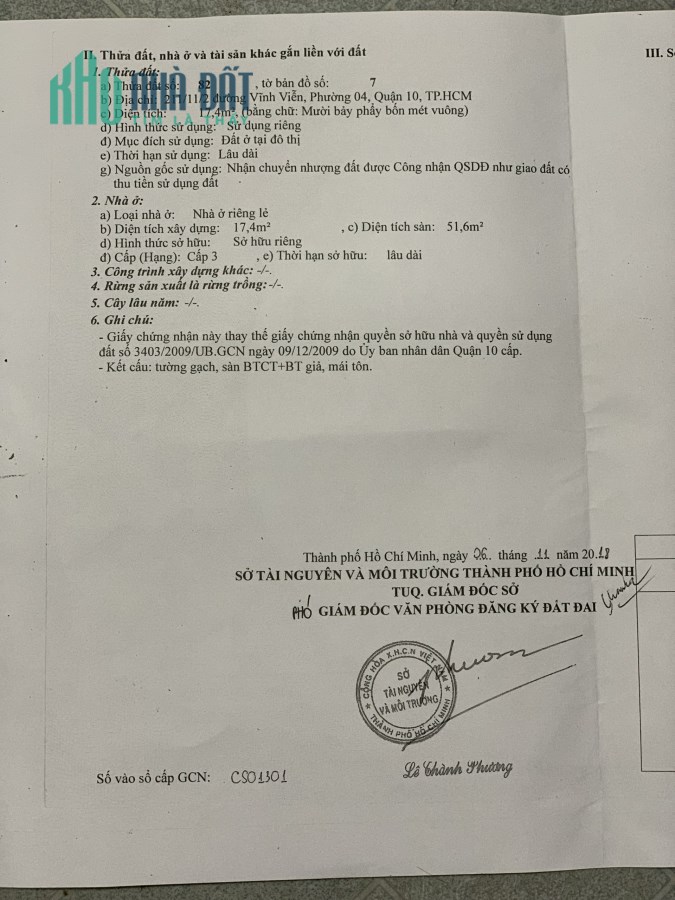 II. Thửa đất, nhà ở và tài sản khác gắn liền với đất
III. S
1. Thửa đất:
a) Thửa đất số: 82 , tờ bản đồ số: 7
KHO NHÀ ĐẤT
TÌM LÀ THẤY
b) Địa chỉ: đường Vĩnh Viễn, Phường 04, Quận 10, TP.HCM
c) Diện tích: 17,4m², (bằng chữ: Mười bảy phẩy bốn mét vuông)
d) Hình thức sử dụng: Sử dụng riêng
đ) Mục đích sử dụng: Đất ở tại đô thị
e) Thời hạn sử dụng: Lâu dài
g) Nguồn gốc sử dụng: Nhận chuyển nhượng đất được Công nhận QSDĐ như giao đất có
thu tiền sử dụng đất
2. Nhà ở:
a) Loại nhà ở: Nhà ở riêng lẻ
b) Diện tích xây dựng: 17,4m² , c) Diện tích sàn: 51,6m²
d) Hình thức sở hữu: Sở hữu riêng
đ) Cấp (Hạng): Cấp 3 , e) Thời hạn sở hữu: lâu dài
3. Công trình xây dựng khác: -/-.
4. Rừng sản xuất là rừng trồng: -/-.
5. Cây lâu năm: -/-.
6. Ghi chú:
- Giấy chứng nhận này thay thế giấy chứng nhận quyền sở hữu nhà và quyền sử dụng
đất số 3403/2009/UB.GCN ngày 09/12/2009 do Ủy ban nhân dân Quận 10 cấp.
- Kết cấu: tường gạch, sàn BTCT+BT giả, mái tôn.
Thành phố Hồ Chí Minh, ngày 26 tháng 11 năm 2018
SỞ TÀI NGUYÊN VÀ MÔI TRƯỜNG THÀNH PHỐ HỒ CHÍ MINH
TUQ. GIÁM ĐỐC SỞ
PHÓ GIÁM ĐỐC VĂN PHÒNG ĐĂNG KÝ ĐẤT ĐAI
CỘNG HÒA X.H.C.N VIỆT NAM
SỞ
TÀI NGUYÊN
VÀ MÔI TRƯỜNG
THÀNH PHỐ HỒ CHÍ MINH
Lê Thành Phương
Số vào sổ cấp GCN: CS01301